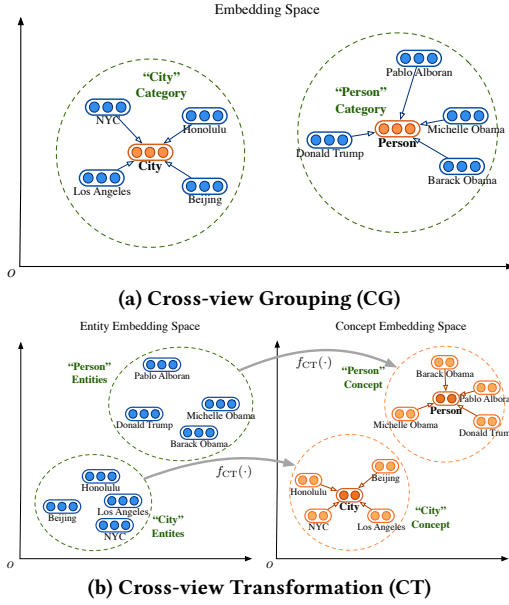 Embedding Space
"City"
Category
NYC
Honolulu
City
Los Angeles
Beijing
"Person"
Category
Pablo Alboran
Michelle Obama
Donald Trump
Person
Barack Obama
O
(a) Cross-view Grouping (CG)
Entity Embedding Space
"Person"
Entities
Pablo Alboran
Donald Trump
Michelle Obama
Barack Obama
Honolulu
Los Angeles
Beijing
NYC
"City"
Entites
O
f_CT(·)
f_CT(·)
Concept Embedding Space
"Person"
Concept
Barack Obama
Pablo Albora
Person
Michelle Obama
Donald Trum
Beijing
Honolulu
City
NYC
Los Angeles
"City"
Concept
O
(b) Cross-view Transformation (CT)